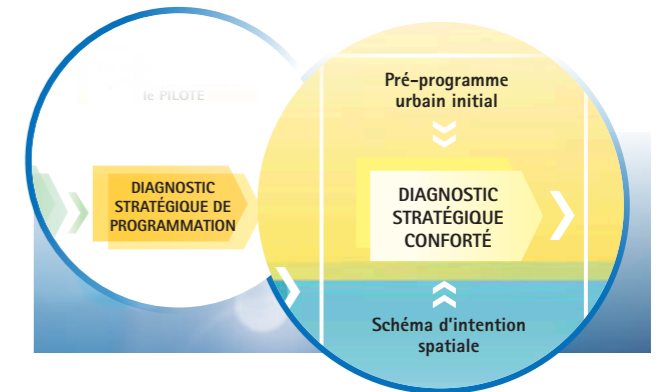 le PILOTE
DIAGNOSTIC
STRATÉGIQUE DE
PROGRAMMATION
Pré-programme
urbain initial
DIAGNOSTIC
STRATÉGIQUE
CONFORTÉ
Schéma d'intention
spatiale